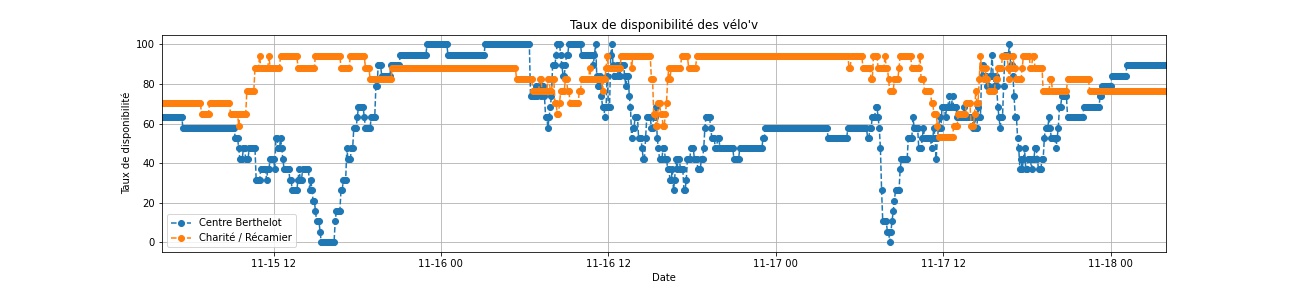 Taux de disponibilité des vélo'v
Taux de disponibilité
100
80
60
40
20
0
Centre Berthelot
Charité / Récamier
11-15 12
11-16 00
11-16 12
11-17 00
11-17 12
11-18 00
Date